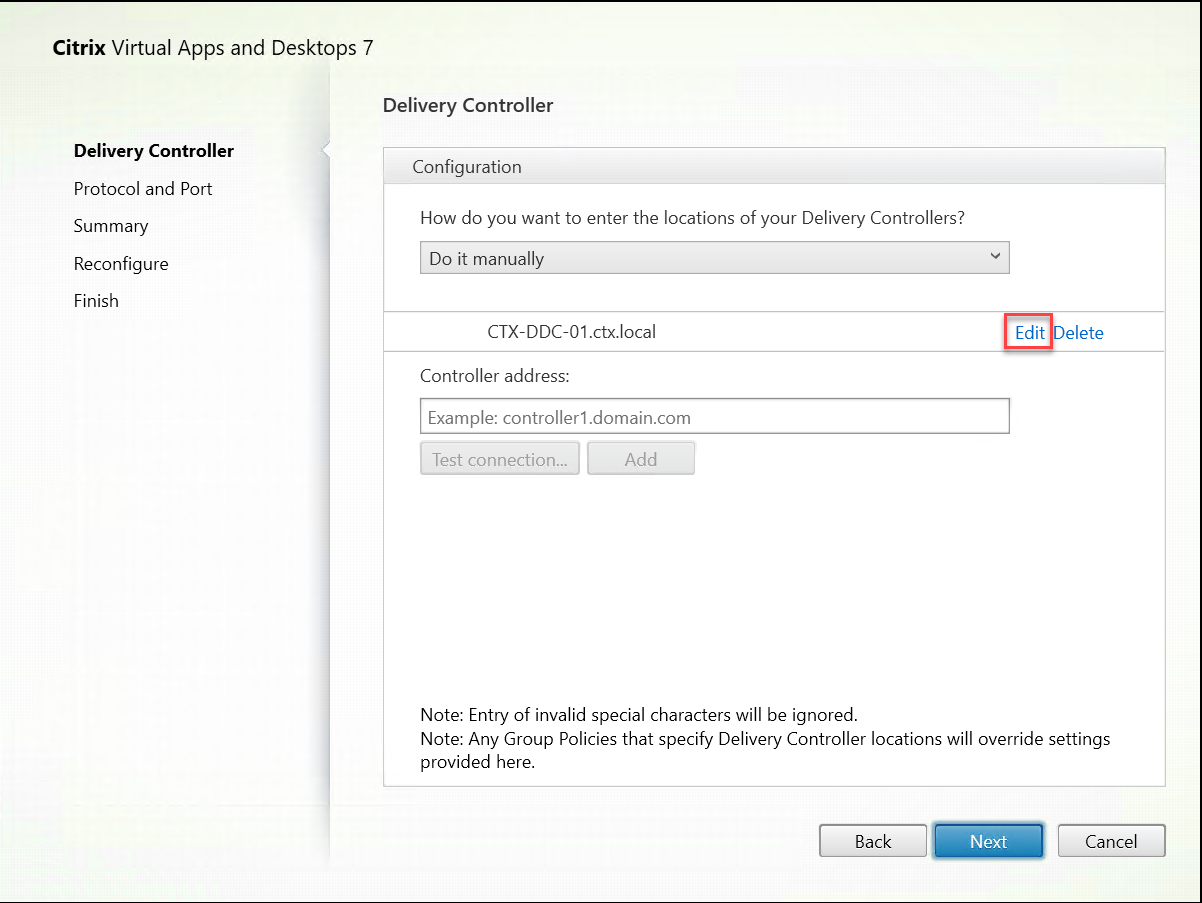 Citrix Virtual Apps and Desktops 7
Delivery Controller
Protocol and Port
Summary
Reconfigure
Finish
Delivery Controller
Configuration
How do you want to enter the locations of your Delivery Controllers?
Do it manually
CTX-DDC-01.ctx.local Edit Delete
Controller address:
Example: controller1.domain.com
Test connection... Add
Note: Entry of invalid special characters will be ignored.
Note: Any Group Policies that specify Delivery Controller locations will override settings
provided here.
Back Next Cancel